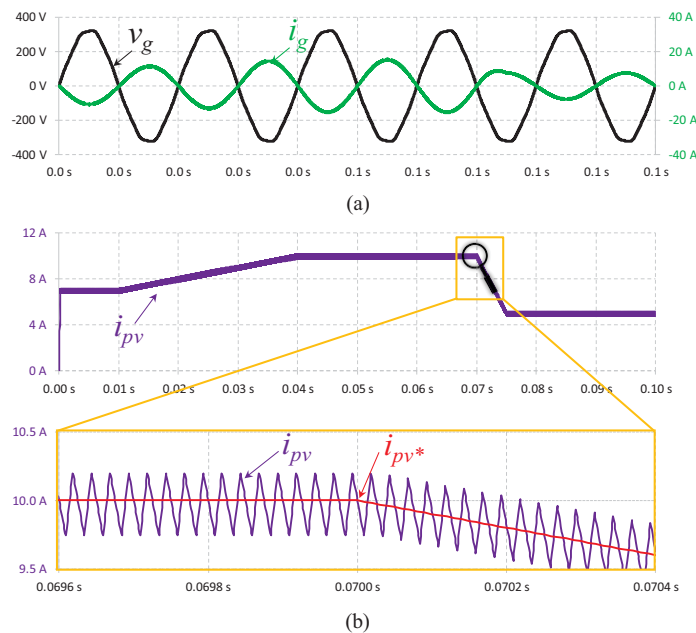 400 V 40 A
v_g i_g
200 V 20 A
0 V 0 A
-200 V -20 A
-400 V -40 A
0.0 s 0.0 s 0.0 s 0.0 s 0.0 s 0.1 s 0.1 s 0.1 s 0.1 s 0.1 s
(a)
12 A
8 A
i_pv
4 A
0 A
0.00 s 0.01 s 0.02 s 0.03 s 0.04 s 0.05 s 0.06 s 0.07 s 0.08 s 0.09 s 0.10 s
10.5 A
i_pv i_pv*
10.0 A
9.5 A
0.0696 s 0.0698 s 0.0700 s 0.0702 s 0.0704 s
(b)